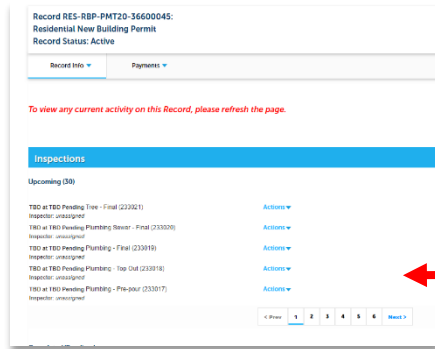 Record RES-RBP-PMT20-36600045:
Residential New Building Permit
Record Status: Active
Record Info ▼ Payments ▼
To view any current activity on this Record, please refresh the page.
Inspections
Upcoming (30)
TBD at TBD Pending Tree - Final (233021) Actions ▼
Inspector: unassigned
TBD at TBD Pending Plumbing Sewer - Final (233020) Actions ▼
Inspector: unassigned
TBD at TBD Pending Plumbing - Final (233019) Actions ▼
Inspector: unassigned
TBD at TBD Pending Plumbing - Top Out (233018) Actions ▼
Inspector: unassigned
TBD at TBD Pending Plumbing - Pre-pour (233017) Actions ▼
Inspector: unassigned
< Prev 1 2 3 4 5 6 Next >